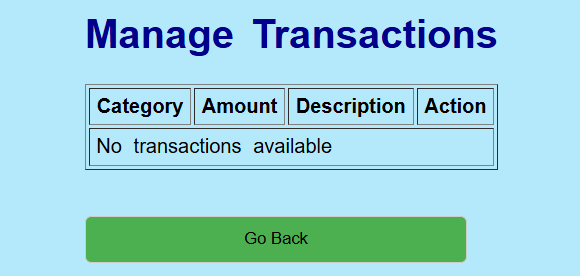 Manage Transactions
Category Amount Description Action
No transactions available
Go Back